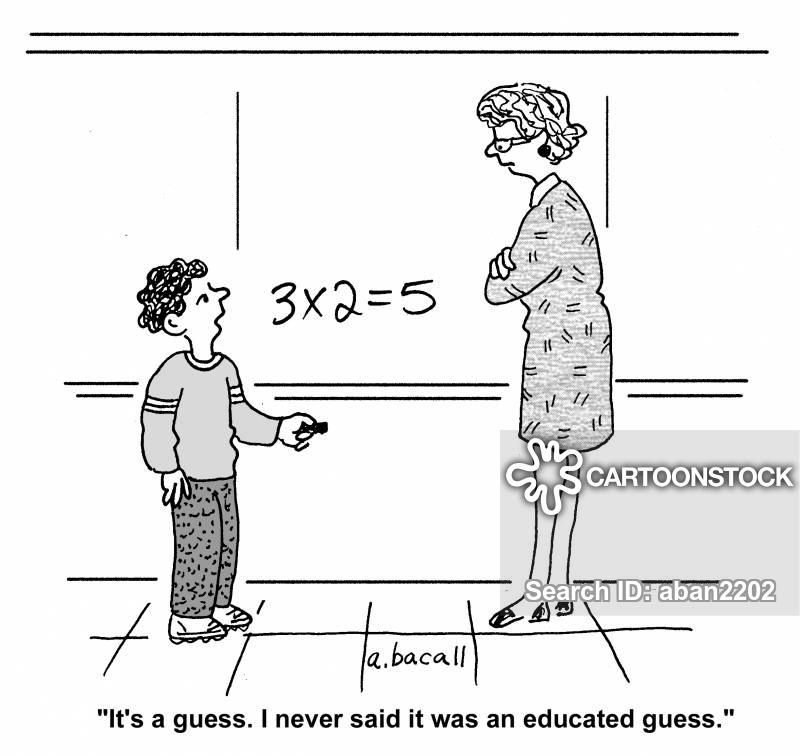 3x2=5
CARTOONSTOCK
Search ID: aban2202
a.bacall
"It's a guess. I never said it was an educated guess."